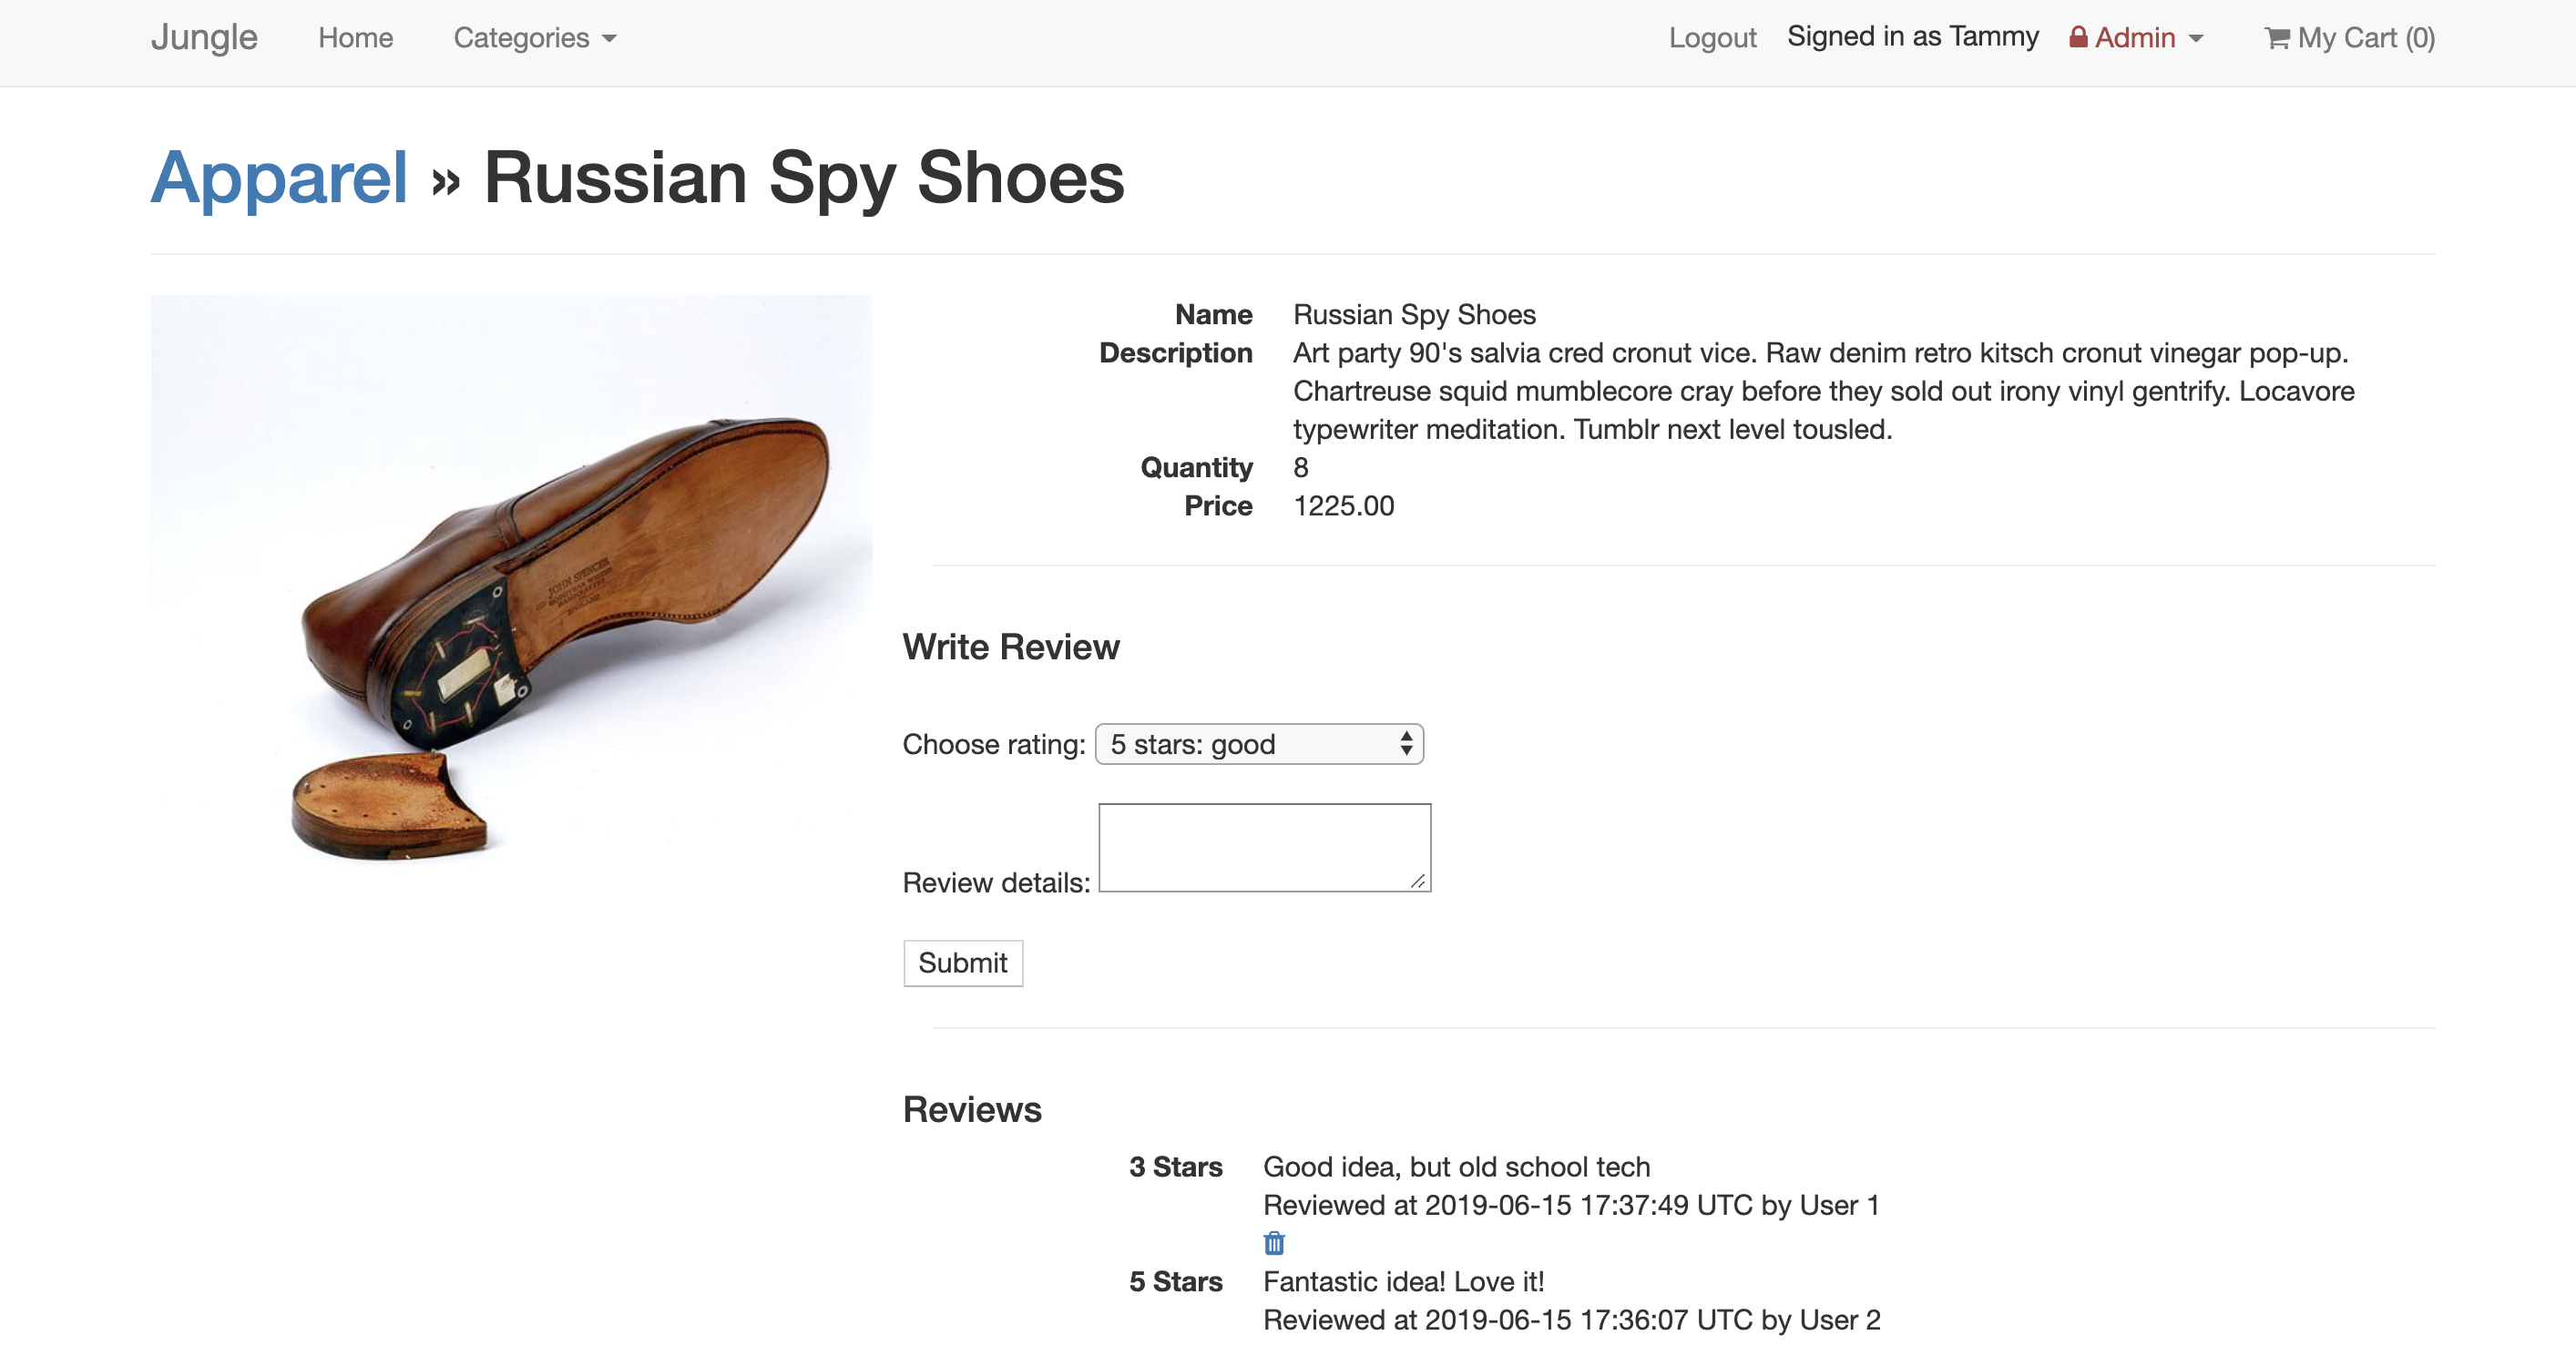 Jungle Home Categories Logout Signed in as Tammy Admin My Cart (0)
Apparel » Russian Spy Shoes
Name Russian Spy Shoes
Description Art party 90's salvia cred cronut vice. Raw denim retro kitsch cronut vinegar pop-up.
Chartreuse squid mumblecore cray before they sold out irony vinyl gentrify. Locavore
typewriter meditation. Tumblr next level tousled.
Quantity 8
Price 1225.00
JOHN SPENCER
ENGLAND
Write Review
Choose rating: 5 stars: good
Review details:
Submit
Reviews
3 Stars Good idea, but old school tech
Reviewed at 2019-06-15 17:37:49 UTC by User 1
5 Stars Fantastic idea! Love it!
Reviewed at 2019-06-15 17:36:07 UTC by User 2